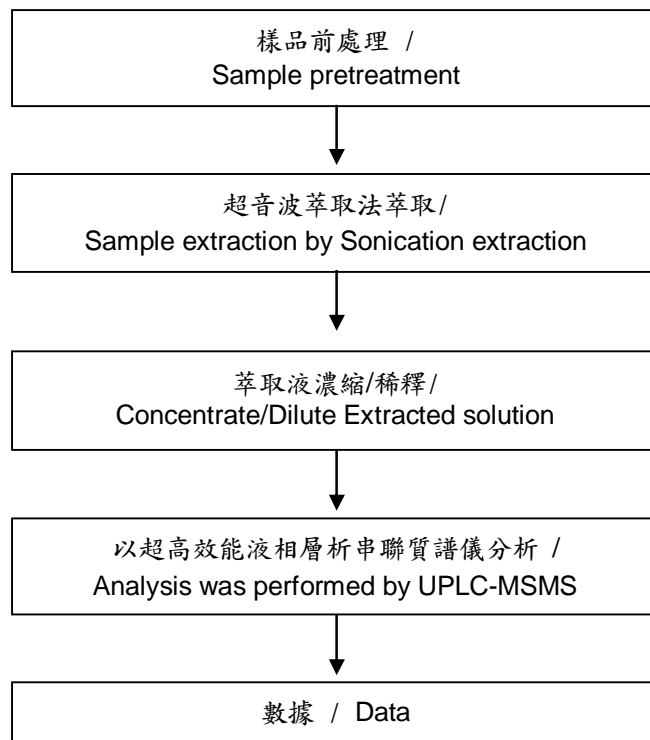 樣品前處理 /
Sample pretreatment
超音波萃取法萃取/
Sample extraction by Sonication extraction
萃取液濃縮/稀釋/
Concentrate/Dilute Extracted solution
以超高效能液相層析串聯質譜儀分析 /
Analysis was performed by UPLC-MSMS
數據 / Data